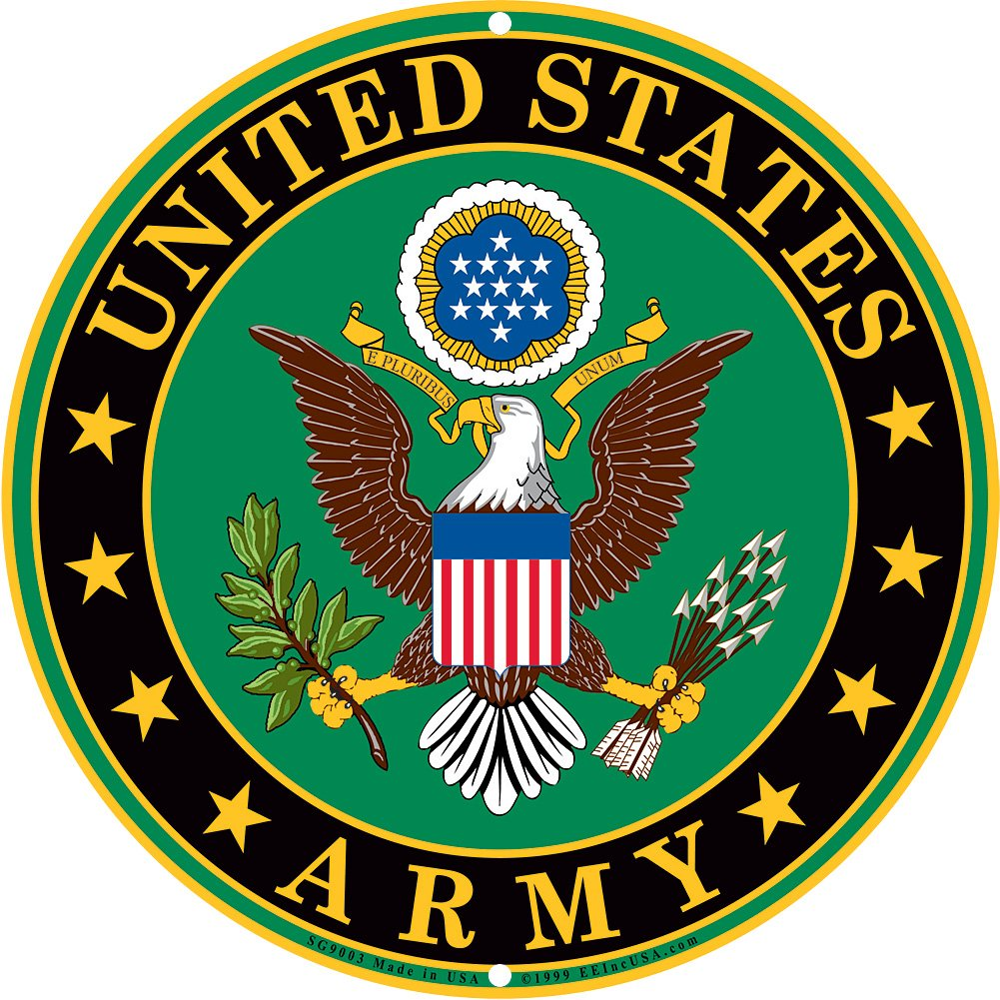 UNITED STATES
E PLURIBUS UNUM
ARMY
SG9003 Made in USA ©1999 EEIncUSA.com